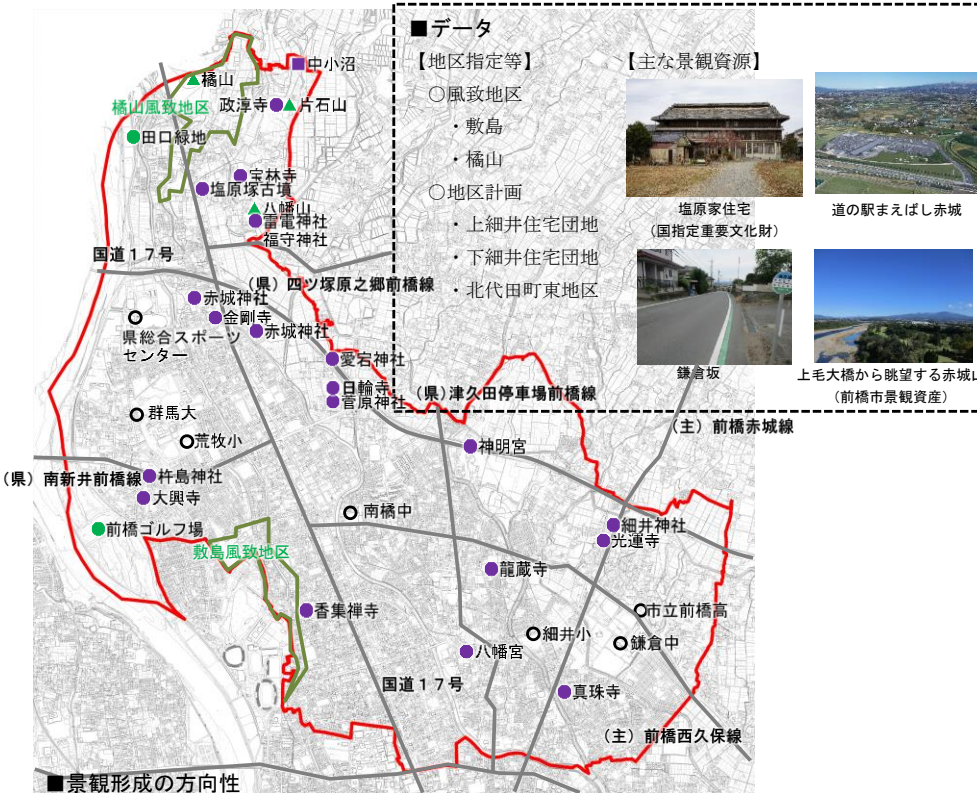 ■データ
【地区指定等】
○風致地区
・敷島
・橘山
○地区計画
・上細井住宅団地
・下細井住宅団地
・北代田町東地区
【主な景観資源】
塩原家住宅
（国指定重要文化財）
道の駅まえばし赤城
鎌倉坂
上毛大橋から眺望する赤城山
（前橋市景観資産）
中小沼
橘山
橘山風致地区
政淳寺
片石山
田口緑地
宝林寺
塩原塚古墳
八幡山
雷電神社
福守神社
国道１７号
（県）四ツ塚原之郷前橋線
赤城神社
金剛寺
県総合スポーツ
センター
赤城神社
愛宕神社
日輪寺
菅原神社
（県）津久田停車場前橋線
群馬大
荒牧小
（主）前橋赤城線
神明宮
（県）南新井前橋線
杵島神社
大興寺
南橘中
前橋ゴルフ場
細井神社
光運寺
敷島風致地区
龍蔵寺
香集禅寺
市立前橋高
細井小
鎌倉中
八幡宮
国道１７号
真珠寺
（主）前橋西久保線
■景観形成の方向性